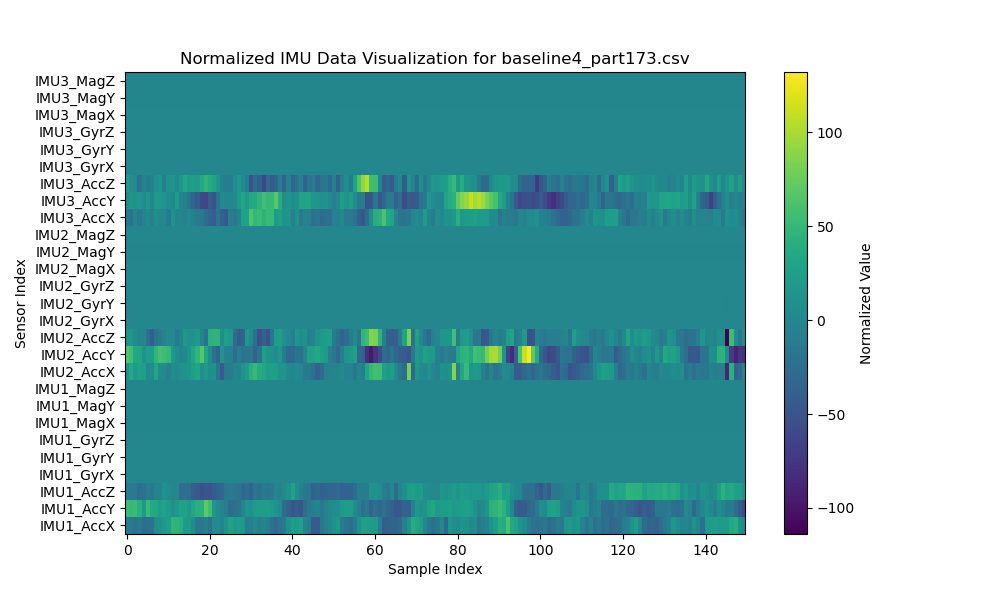 Normalized IMU Data Visualization for baseline4_part173.csv
IMU3_MagZ
IMU3_MagY
IMU3_MagX
IMU3_GyrZ
IMU3_GyrY
IMU3_GyrX
IMU3_AccZ
IMU3_AccY
IMU3_AccX
IMU2_MagZ
IMU2_MagY
IMU2_MagX
IMU2_GyrZ
IMU2_GyrY
IMU2_GyrX
IMU2_AccZ
IMU2_AccY
IMU2_AccX
IMU1_MagZ
IMU1_MagY
IMU1_MagX
IMU1_GyrZ
IMU1_GyrY
IMU1_GyrX
IMU1_AccZ
IMU1_AccY
IMU1_AccX
Sensor Index
0 20 40 60 80 100 120 140
Sample Index
100
50
0
−50
−100
Normalized Value